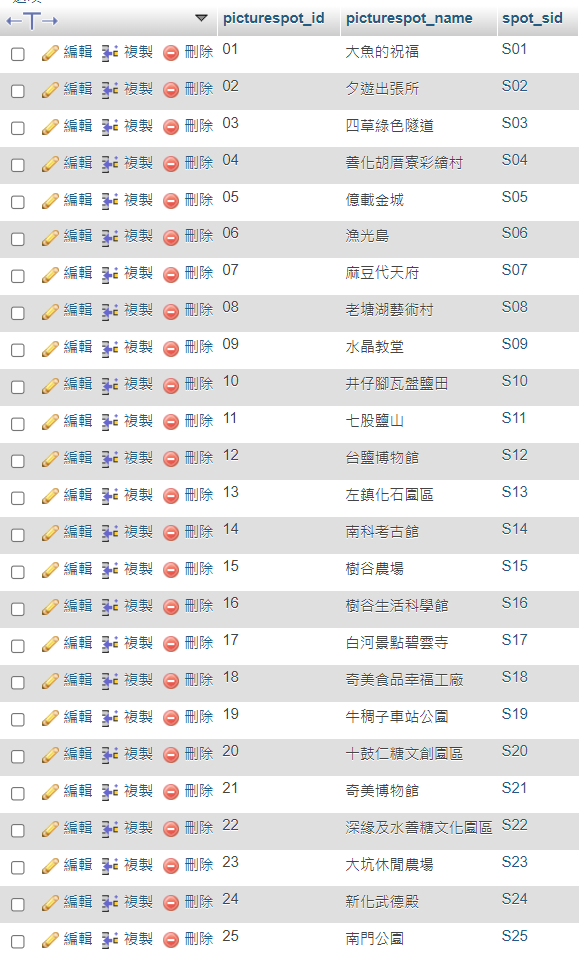 picturespot_id picturespot_name spot_sid
編輯 複製 刪除 01 大魚的祝福 S01
編輯 複製 刪除 02 夕遊出張所 S02
編輯 複製 刪除 03 四草綠色隧道 S03
編輯 複製 刪除 04 善化胡厝寮彩繪村 S04
編輯 複製 刪除 05 億載金城 S05
編輯 複製 刪除 06 漁光島 S06
編輯 複製 刪除 07 麻豆代天府 S07
編輯 複製 刪除 08 老塘湖藝術村 S08
編輯 複製 刪除 09 水晶教堂 S09
編輯 複製 刪除 10 井仔腳瓦盤鹽田 S10
編輯 複製 刪除 11 七股鹽山 S11
編輯 複製 刪除 12 台鹽博物館 S12
編輯 複製 刪除 13 左鎮化石園區 S13
編輯 複製 刪除 14 南科考古館 S14
編輯 複製 刪除 15 樹谷農場 S15
編輯 複製 刪除 16 樹谷生活科學館 S16
編輯 複製 刪除 17 白河景點碧雲寺 S17
編輯 複製 刪除 18 奇美食品幸福工廠 S18
編輯 複製 刪除 19 牛稠子車站公園 S19
編輯 複製 刪除 20 十鼓仁糖文創園區 S20
編輯 複製 刪除 21 奇美博物館 S21
編輯 複製 刪除 22 深緣及水善糖文化園區 S22
編輯 複製 刪除 23 大坑休閒農場 S23
編輯 複製 刪除 24 新化武德殿 S24
編輯 複製 刪除 25 南門公園 S25